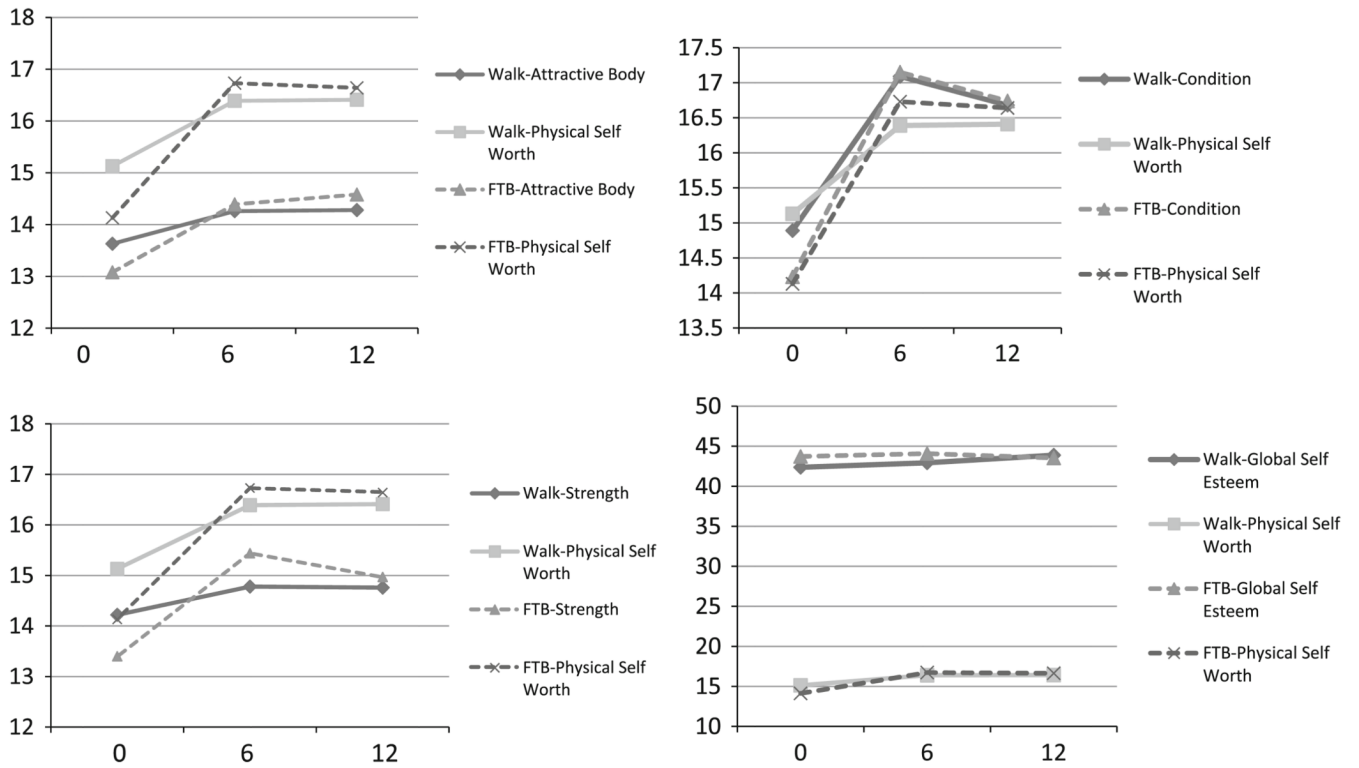 18
17
16
15
14
13
12
0 6 12
Walk-Attractive Body
Walk-Physical Self
Worth
FTB-Attractive Body
FTB-Physical Self
Worth
17.5
17
16.5
16
15.5
15
14.5
14
13.5
0 6 12
Walk-Condition
Walk-Physical Self
Worth
FTB-Condition
FTB-Physical Self
Worth
18
17
16
15
14
13
12
0 6 12
Walk-Strength
Walk-Physical Self
Worth
FTB-Strength
FTB-Physical Self
Worth
50
45
40
35
30
25
20
15
10
0 6 12
Walk-Global Self
Esteem
Walk-Physical Self
Worth
FTB-Global Self
Esteem
FTB-Physical Self
Worth